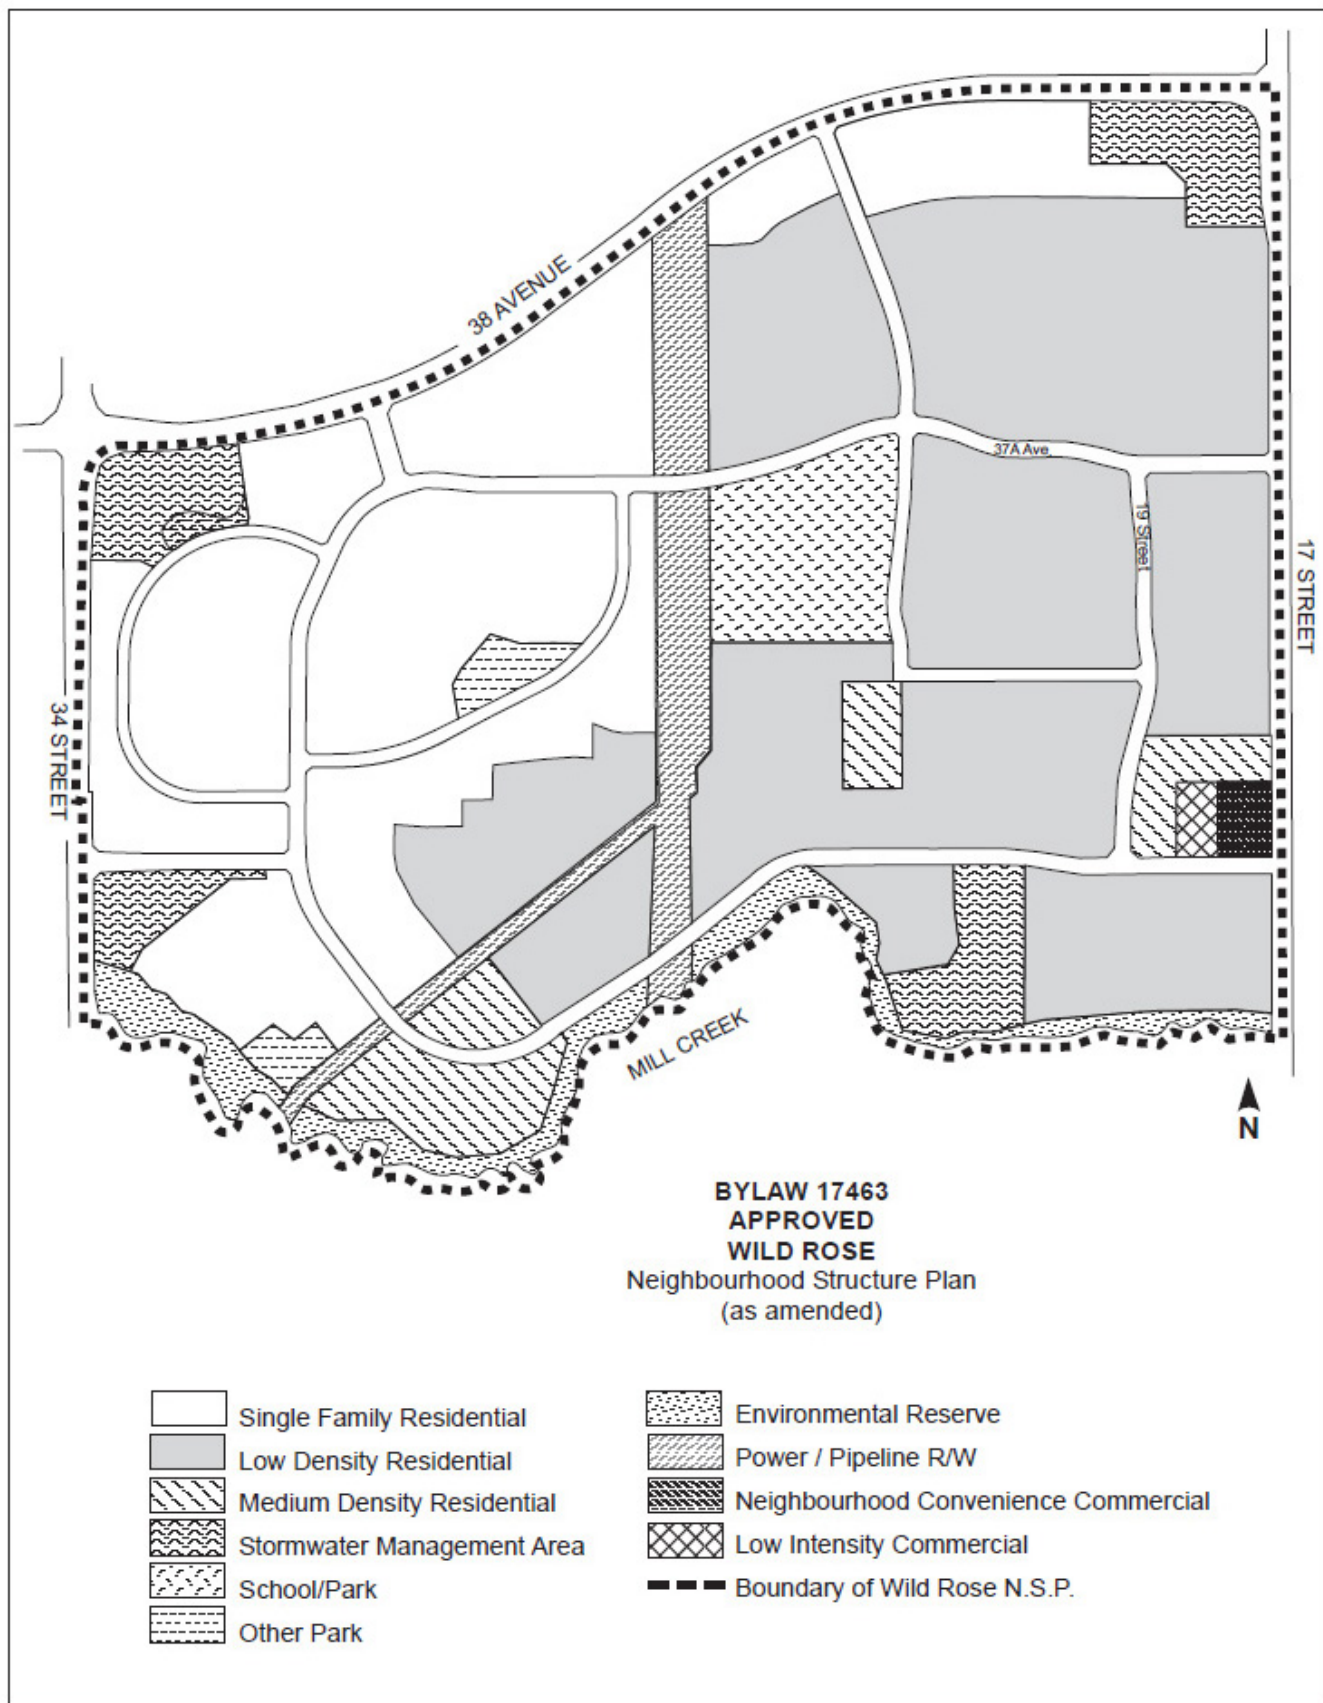 38 AVENUE
37A Ave.
19 Street
17 STREET
34 STREET
MILL CREEK
N
BYLAW 17463
APPROVED
WILD ROSE
Neighbourhood Structure Plan
(as amended)
Single Family Residential
Low Density Residential
Medium Density Residential
Stormwater Management Area
School/Park
Other Park
Environmental Reserve
Power / Pipeline R/W
Neighbourhood Convenience Commercial
Low Intensity Commercial
Boundary of Wild Rose N.S.P.